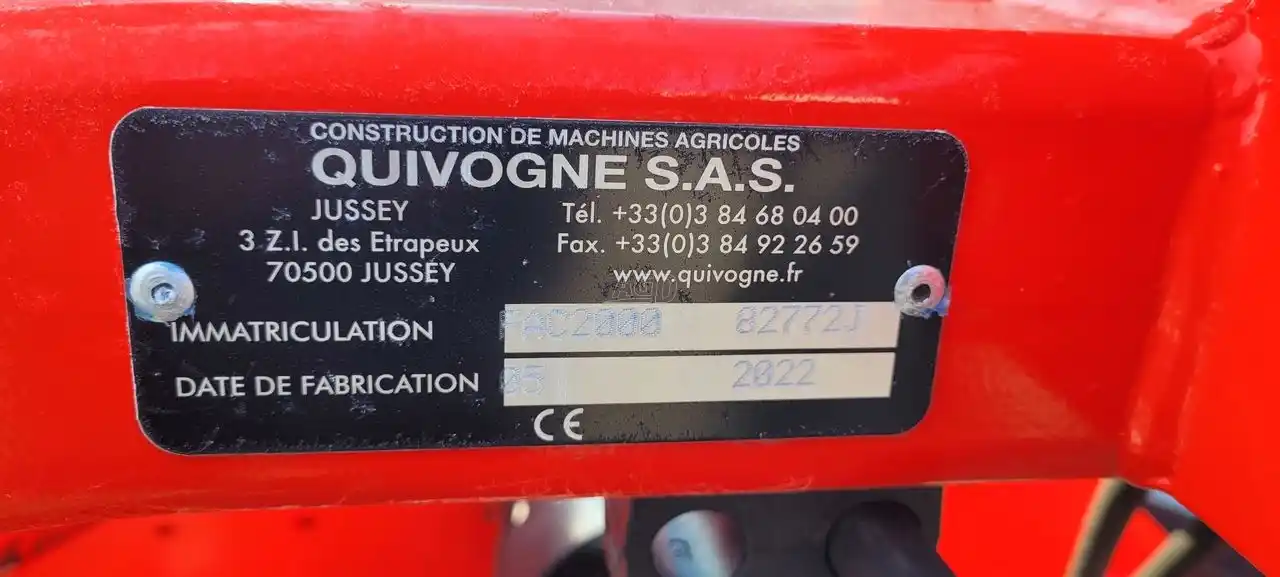 CONSTRUCTION DE MACHINES AGRICOLES
QUIVOGNE S.A.S.
JUSSEY
3 Z.I. des Etrapeux
70500 JUSSEY
Tél. +33(0)3 84 68 04 00
Fax. +33(0)3 84 92 26 59
www.quivogne.fr
IMMATRICULATION FAC2000 82772J
DATE DE FABRICATION 05 2022
CE